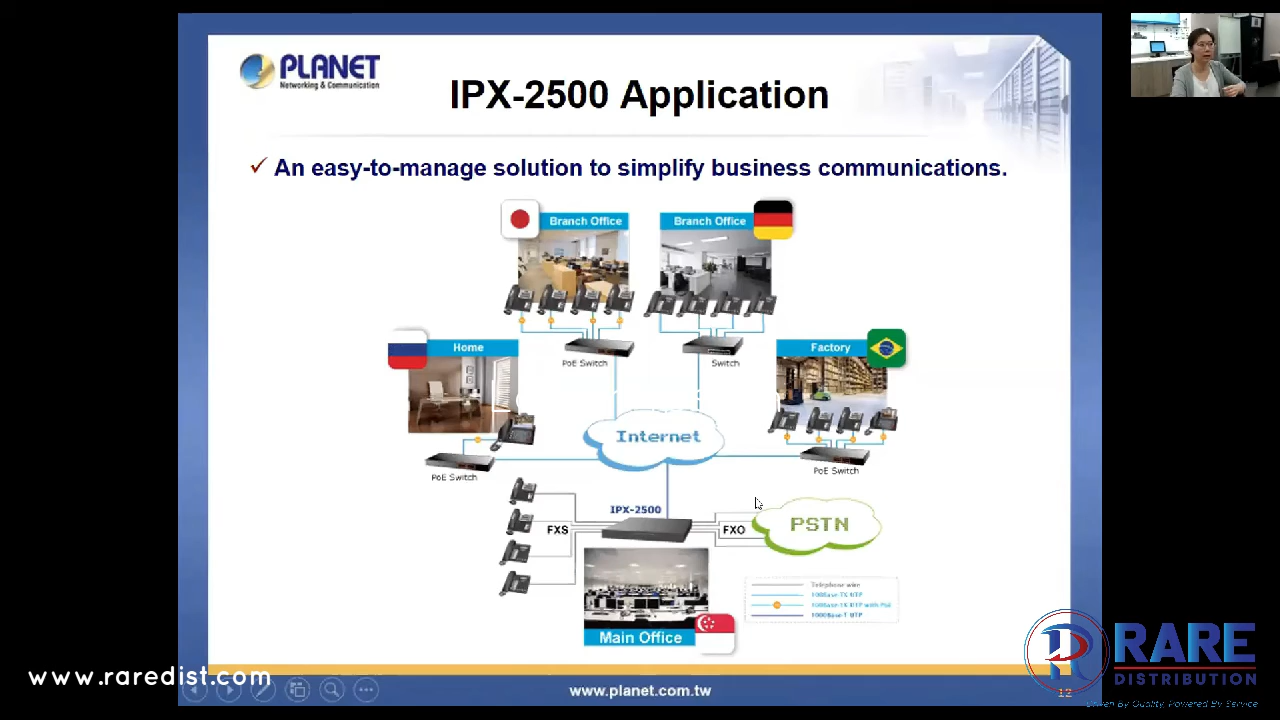 PLANET
Networking & Communication
IPX-2500 Application
✓ An easy-to-manage solution to simplify business communications.
Branch Office
Branch Office
PoE Switch
Switch
Home
Factory
Internet
PoE Switch
PoE Switch
IPX-2500
FXS
FXO
PSTN
Main Office
Telephone wire
100Base-TX UTP
100Base-TX UTP with PoE
1000Base-T UTP
www.raredist.com
www.planet.com.tw
12
R RARE
DISTRIBUTION
Driven By Quality, Powered By Service